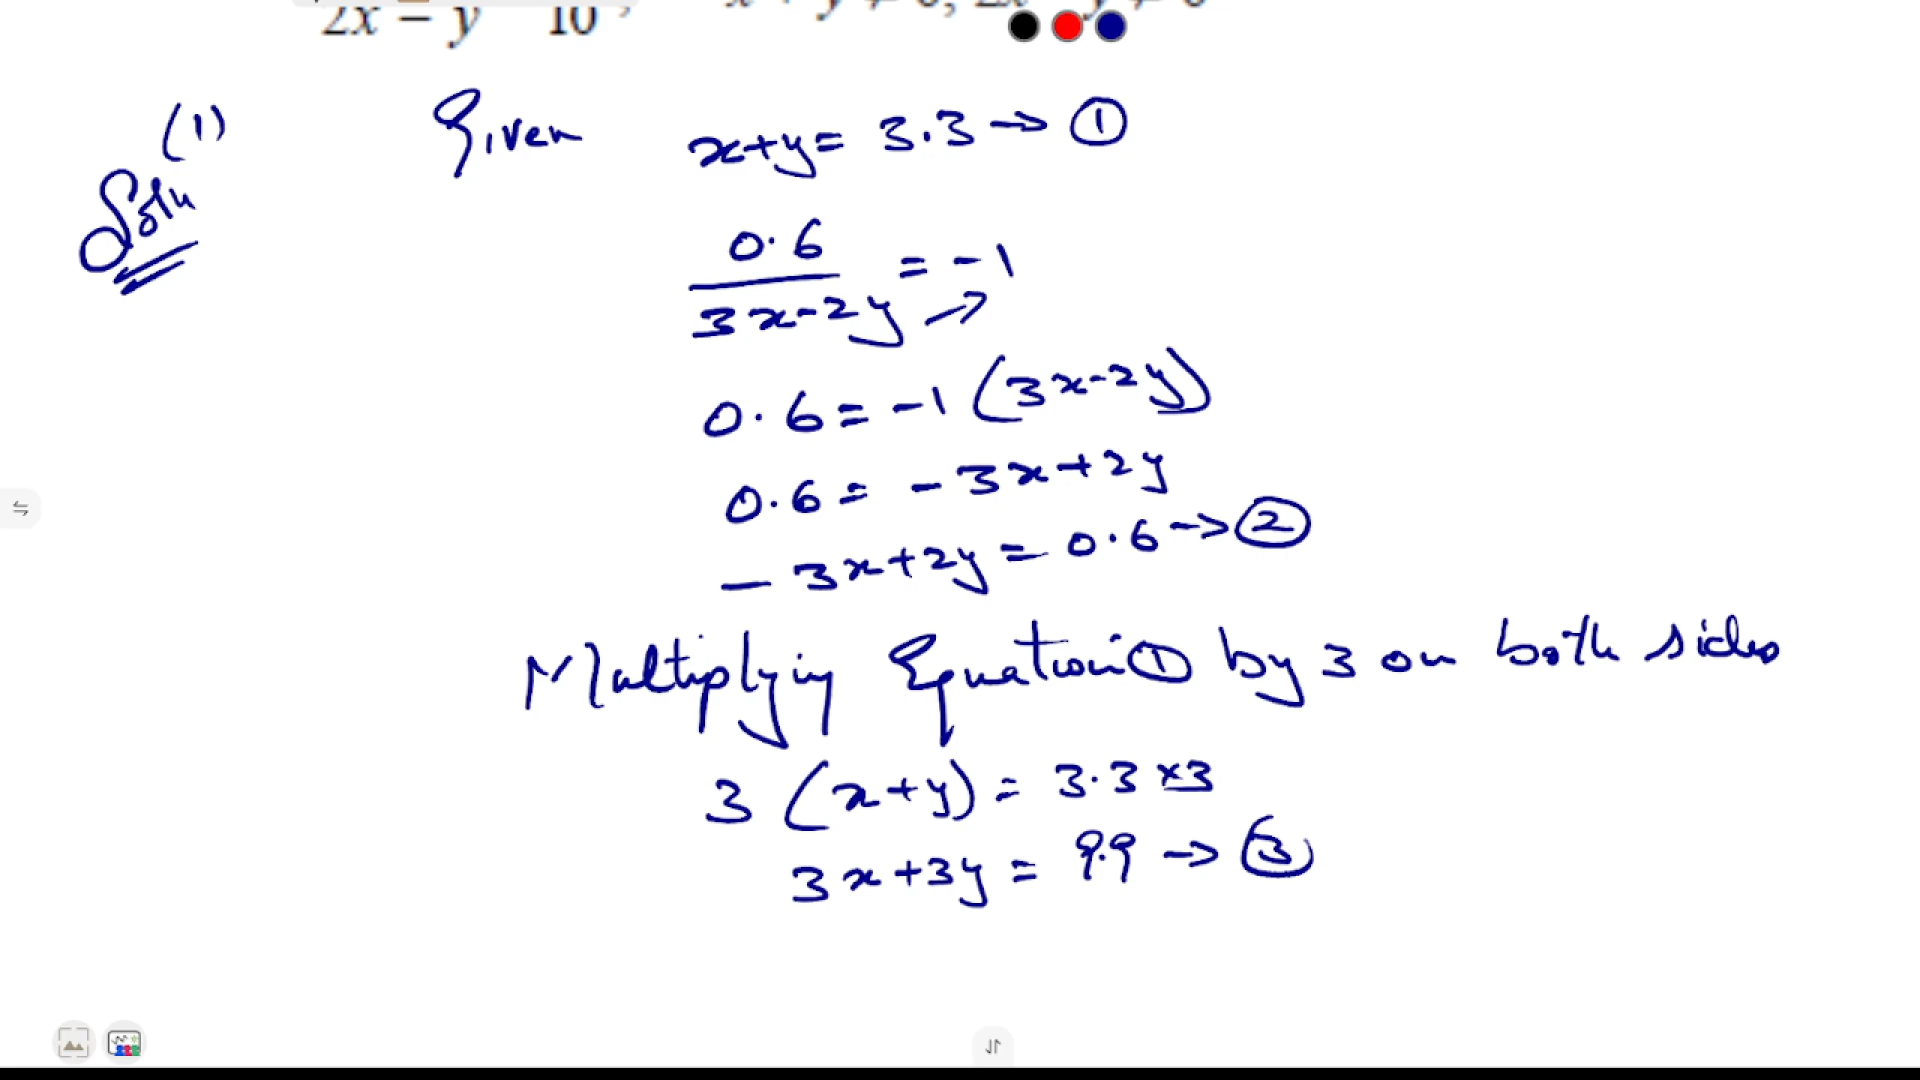 2x − y 10 ,
(1)
Soln
Given x+y= 3.3 → ①
0.6
= -1
3x-2y
0.6 = -1 (3x-2y)
0.6 = -3x+2y
- 3x+2y = 0.6 → ②
Multiplying Equation ① by 3 on both sides
3 (x+y) = 3.3 ×3
3x+3y = 9.9 → ③